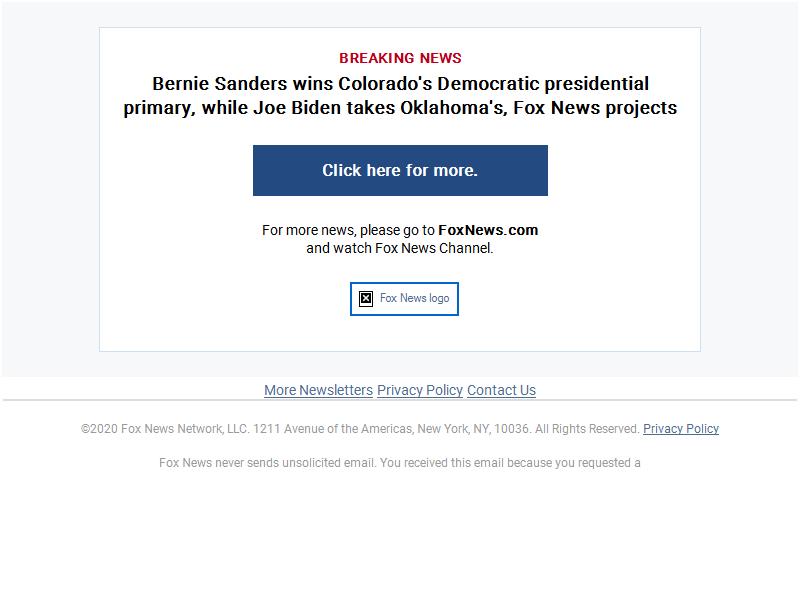 BREAKING NEWS
Bernie Sanders wins Colorado's Democratic presidential
primary, while Joe Biden takes Oklahoma's, Fox News projects
Click here for more.
For more news, please go to FoxNews.com
and watch Fox News Channel.
Fox News logo
More Newsletters Privacy Policy Contact Us
©2020 Fox News Network, LLC. 1211 Avenue of the Americas, New York, NY, 10036. All Rights Reserved. Privacy Policy
Fox News never sends unsolicited email. You received this email because you requested a